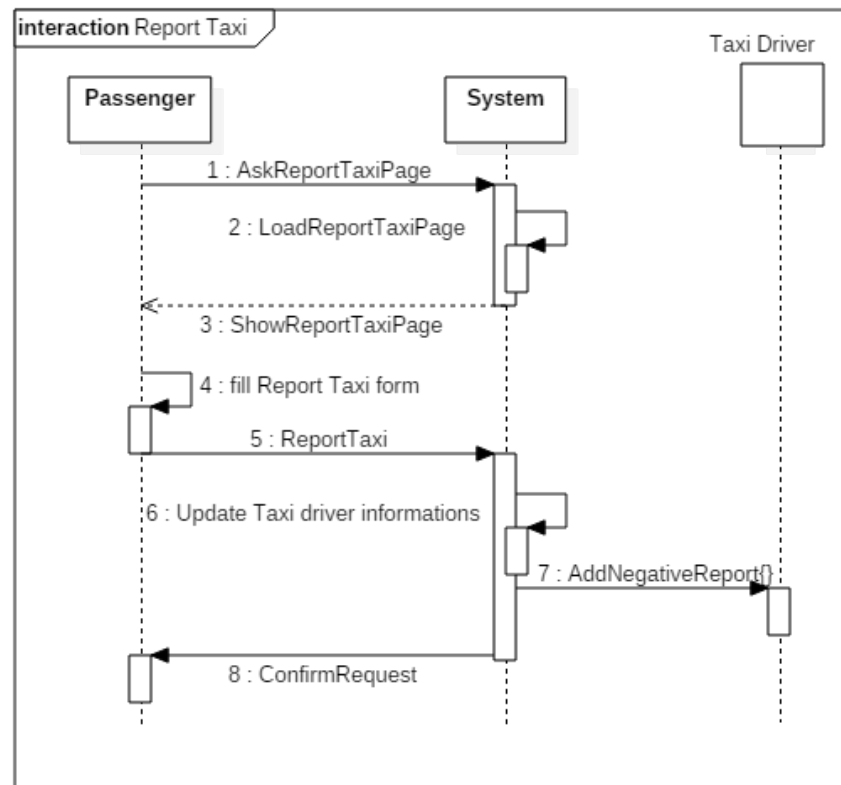 interaction Report Taxi
Taxi Driver
Passenger
System
1 : AskReportTaxiPage
2 : LoadReportTaxiPage
3 : ShowReportTaxiPage
4 : fill Report Taxi form
5 : ReportTaxi
6 : Update Taxi driver informations
7 : AddNegativeReport{}
8 : ConfirmRequest